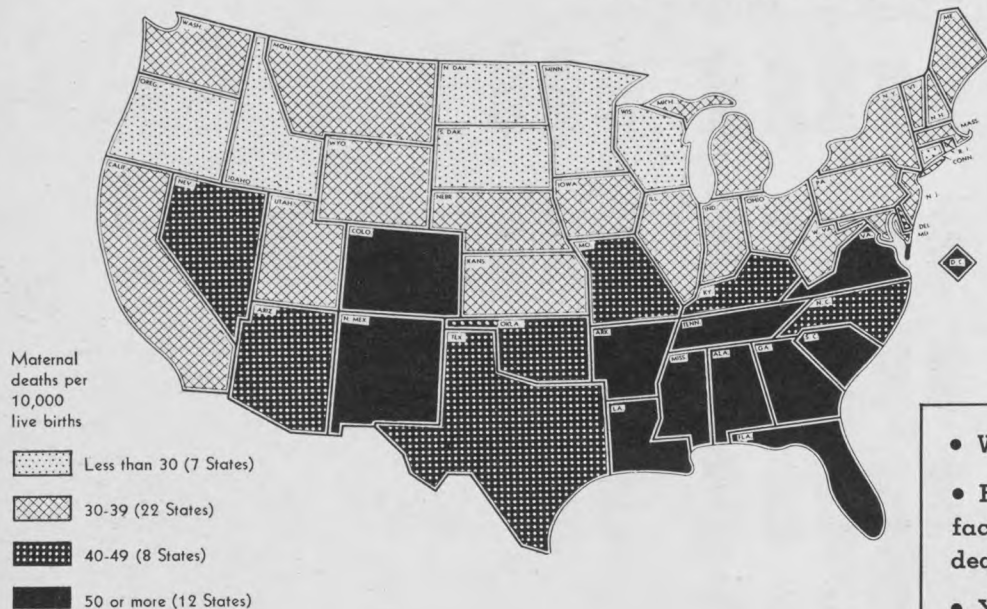 WASH.
MONT.
N. DAK.
MINN.
ME.
OREG.
S. DAK.
WIS.
MICH.
VT.
N. H.
MASS.
R. I.
CONN.
IDAHO
WYO.
NEBR.
IOWA
CALIF.
NEV.
UTAH
COLO.
KANS.
MO.
ILL.
IND.
OHIO
PA.
W. VA.
VA.
N. J.
DEL.
MD.
D.C.
KY.
N. C.
ARIZ.
N. MEX.
OKLA.
TEX.
ARK.
TENN.
S. C.
MISS.
ALA.
GA.
LA.
FLA.
Maternal
deaths per
10,000
live births
Less than 30 (7 States)
30-39 (22 States)
40-49 (8 States)
50 or more (12 States)
fac
dea